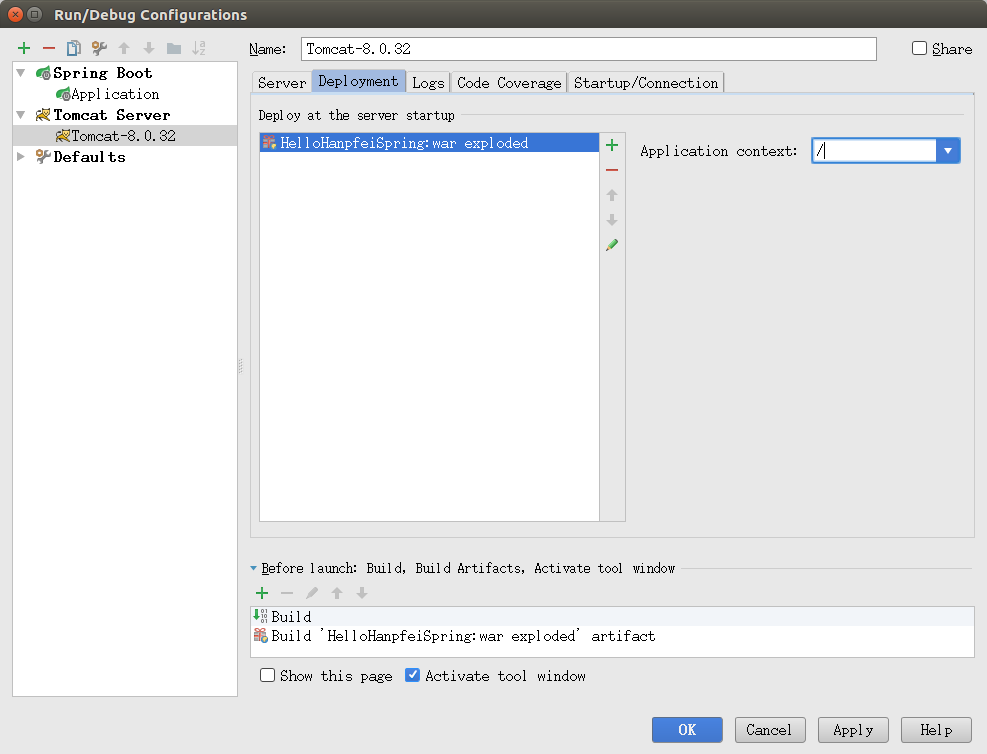 Run/Debug Configurations
Name: Tomcat-8.0.32 Share
Spring Boot
Application
Tomcat Server
Tomcat-8.0.32
Defaults
Server Deployment Logs Code Coverage Startup/Connection
Deploy at the server startup
HelloHanpfeiSpring:war exploded
Application context: /
Before launch: Build, Build Artifacts, Activate tool window
Build
Build 'HelloHanpfeiSpring:war exploded' artifact
Show this page Activate tool window
OK Cancel Apply Help